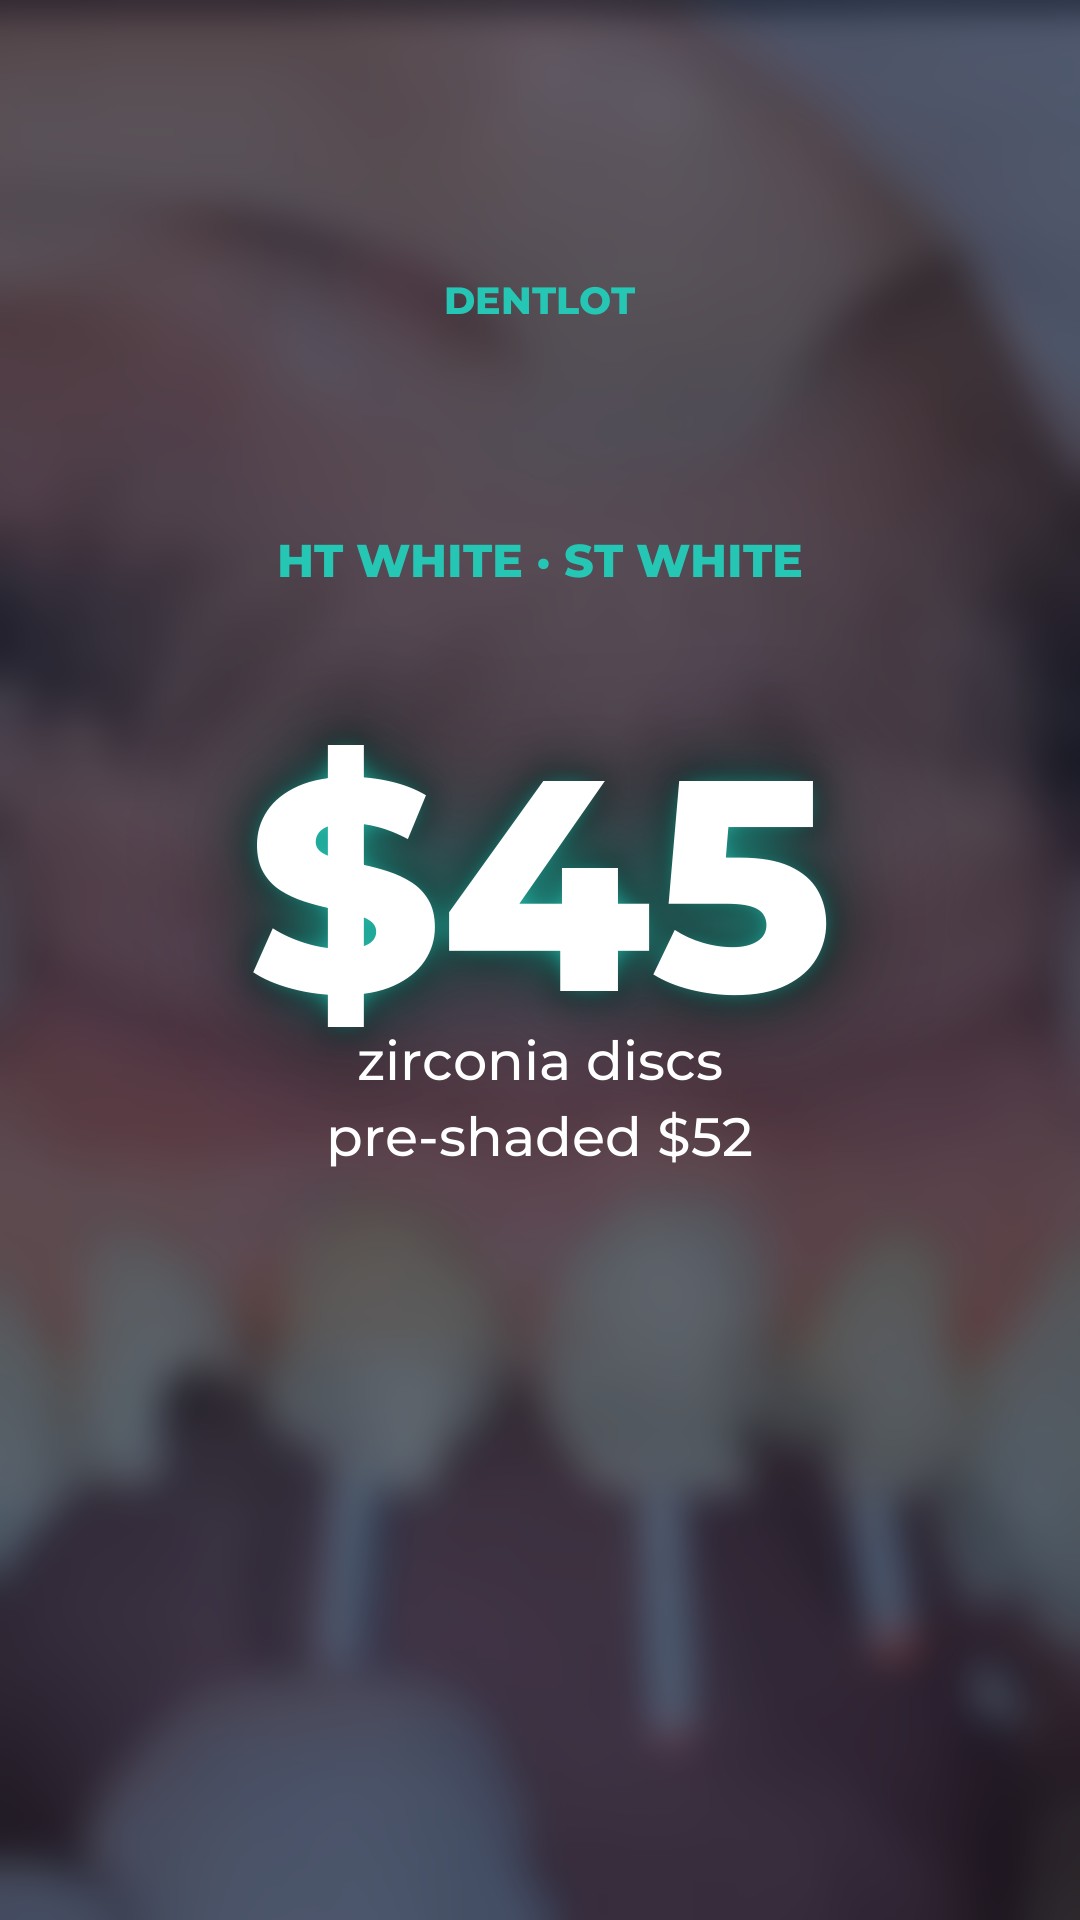 DENTLOT
HT WHITE · ST WHITE
$45
zirconia discs
pre-shaded $52